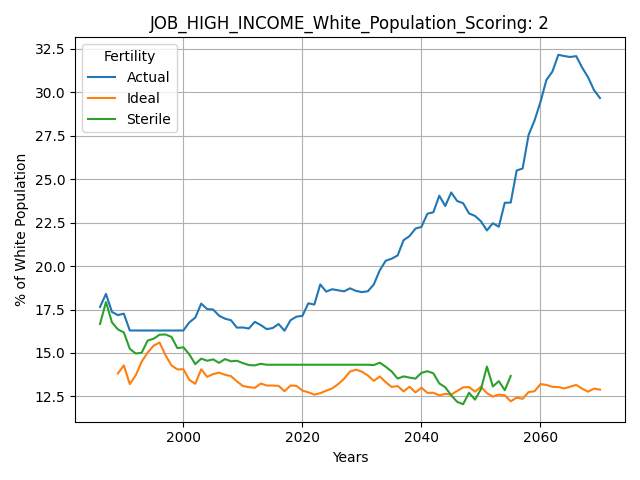 JOB_HIGH_INCOME_White_Population_Scoring: 2
Fertility
Actual
Ideal
Sterile
% of White Population
32.5
30.0
27.5
25.0
22.5
20.0
17.5
15.0
12.5
2000
2020
2040
2060
Years